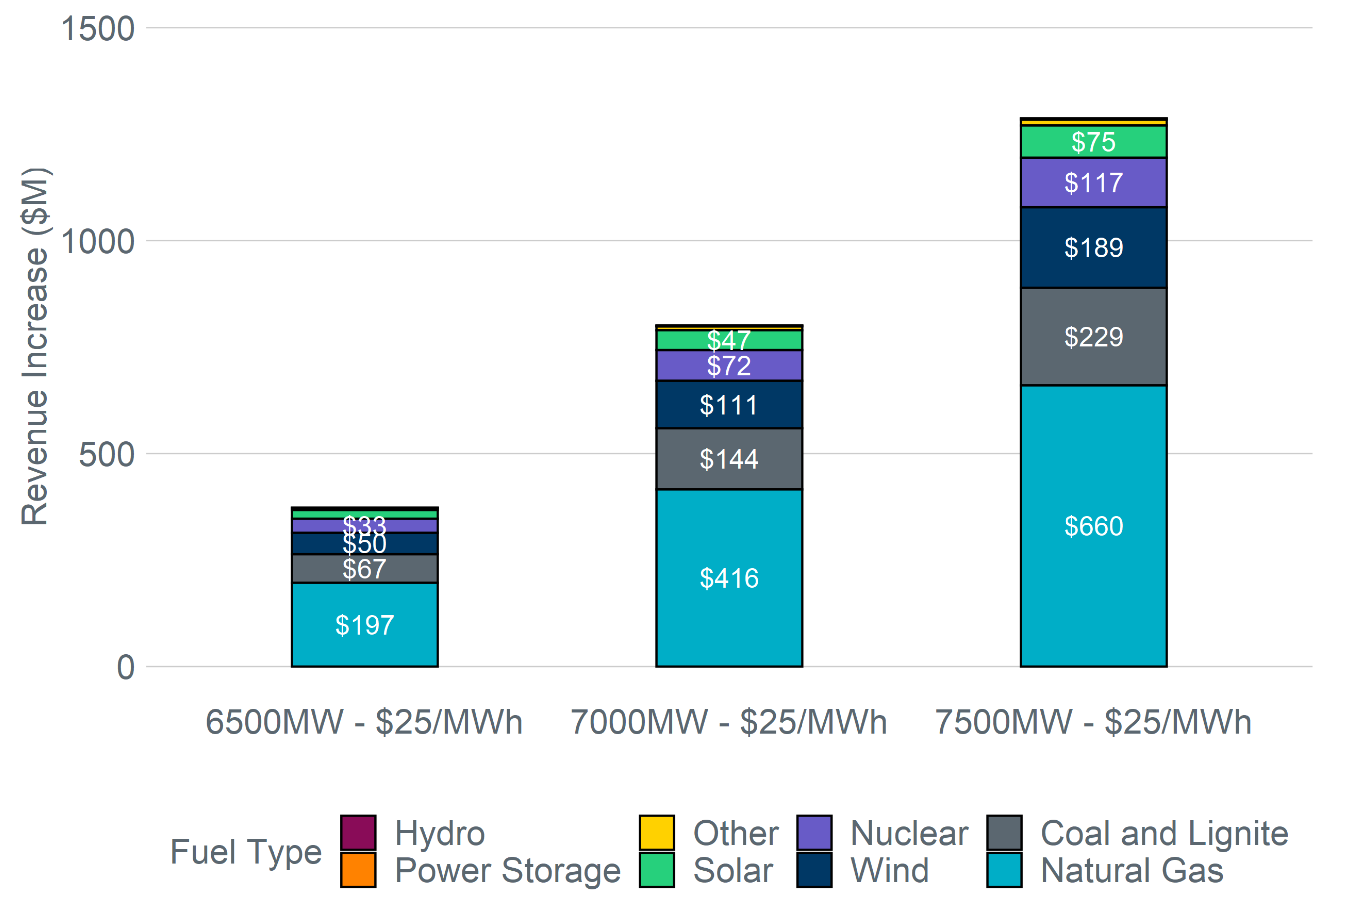 Revenue Increase ($M)
1500
1000
500
0
$33
$50
$67
$197
$47
$72
$111
$144
$416
$75
$117
$189
$229
$660
6500MW - $25/MWh
7000MW - $25/MWh
7500MW - $25/MWh
Fuel Type
Hydro
Power Storage
Other
Solar
Nuclear
Wind
Coal and Lignite
Natural Gas